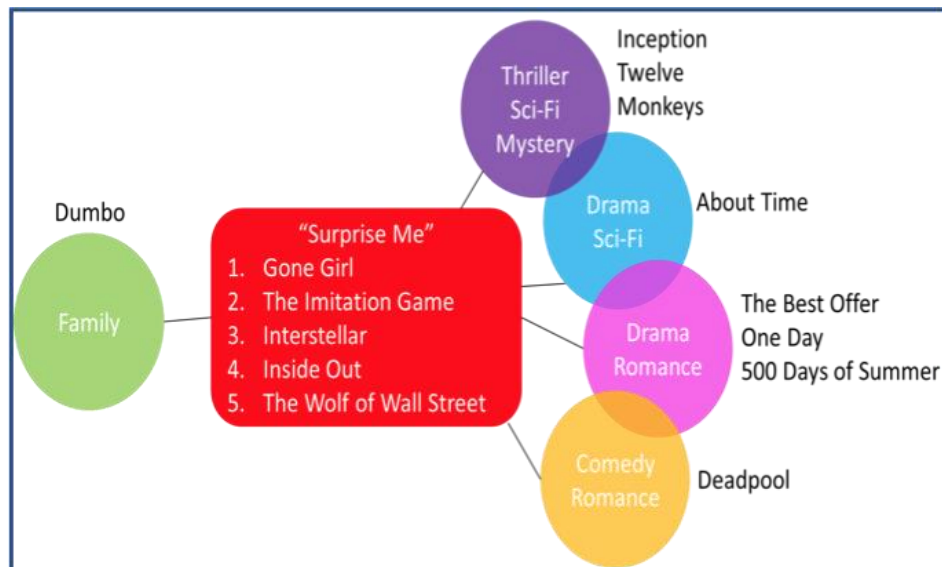 Inception
Twelve
Monkeys
Thriller
Sci-Fi
Mystery
About Time
Drama
Sci-Fi
Dumbo
Family
“Surprise Me”
1. Gone Girl
2. The Imitation Game
3. Interstellar
4. Inside Out
5. The Wolf of Wall Street
The Best Offer
One Day
500 Days of Summer
Drama
Romance
Comedy
Romance
Deadpool